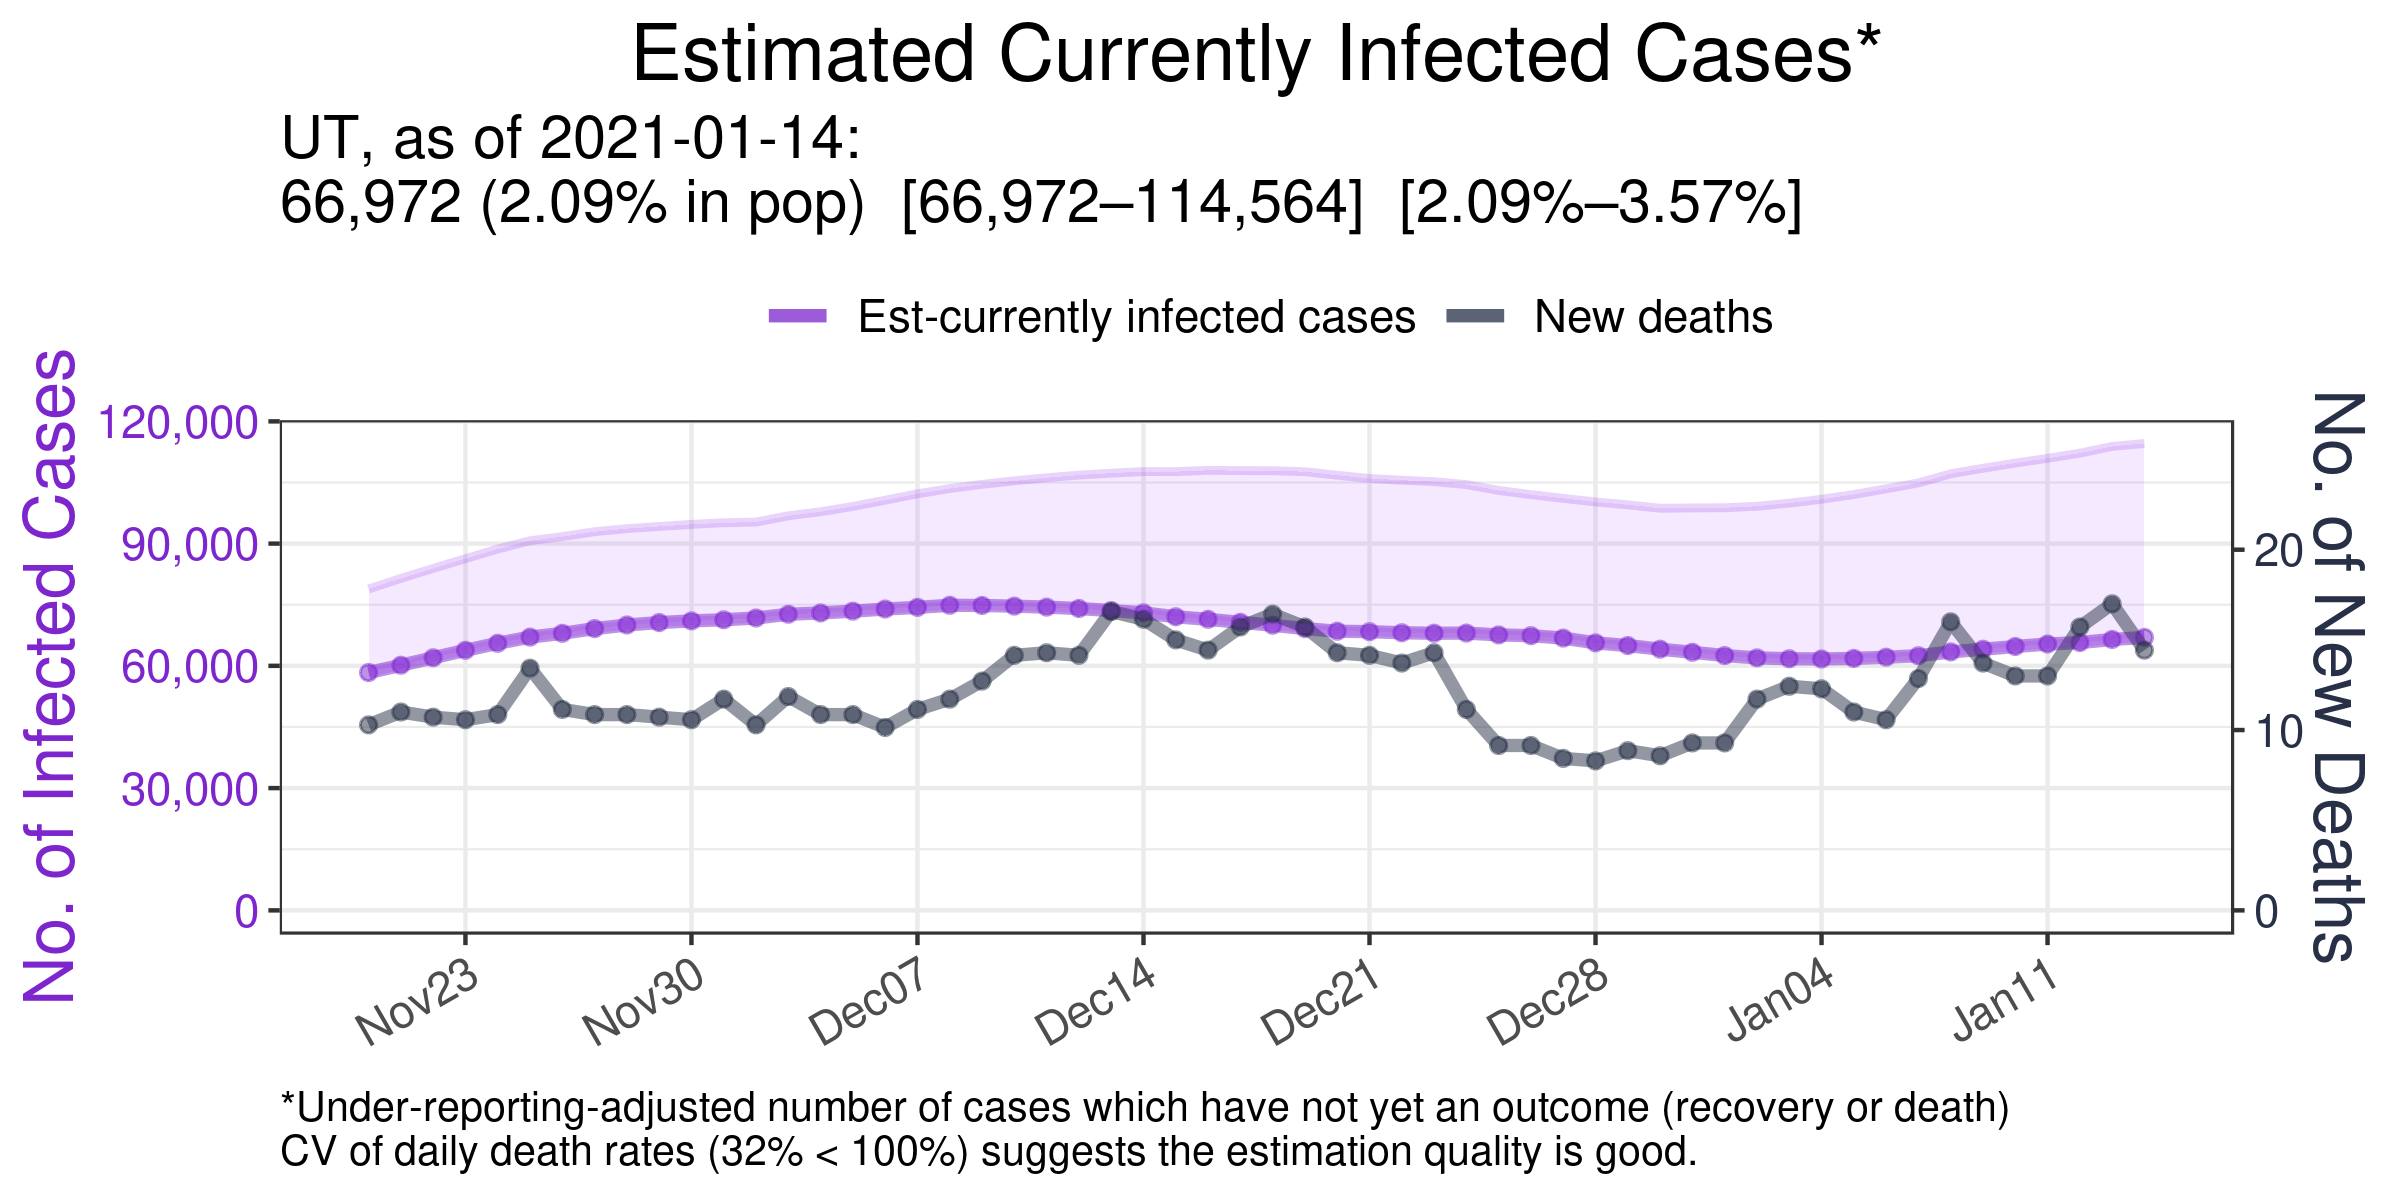 Estimated Currently Infected Cases*
UT, as of 2021-01-14:
66,972 (2.09% in pop)  [66,972–114,564]  [2.09%–3.57%]
Est-currently infected cases
New deaths
No. of Infected Cases
120,000
90,000
60,000
30,000
0
No. of New Deaths
20
10
0
Nov23
Nov30
Dec07
Dec14
Dec21
Dec28
Jan04
Jan11
*Under-reporting-adjusted number of cases which have not yet an outcome (recovery or death)
CV of daily death rates (32% < 100%) suggests the estimation quality is good.